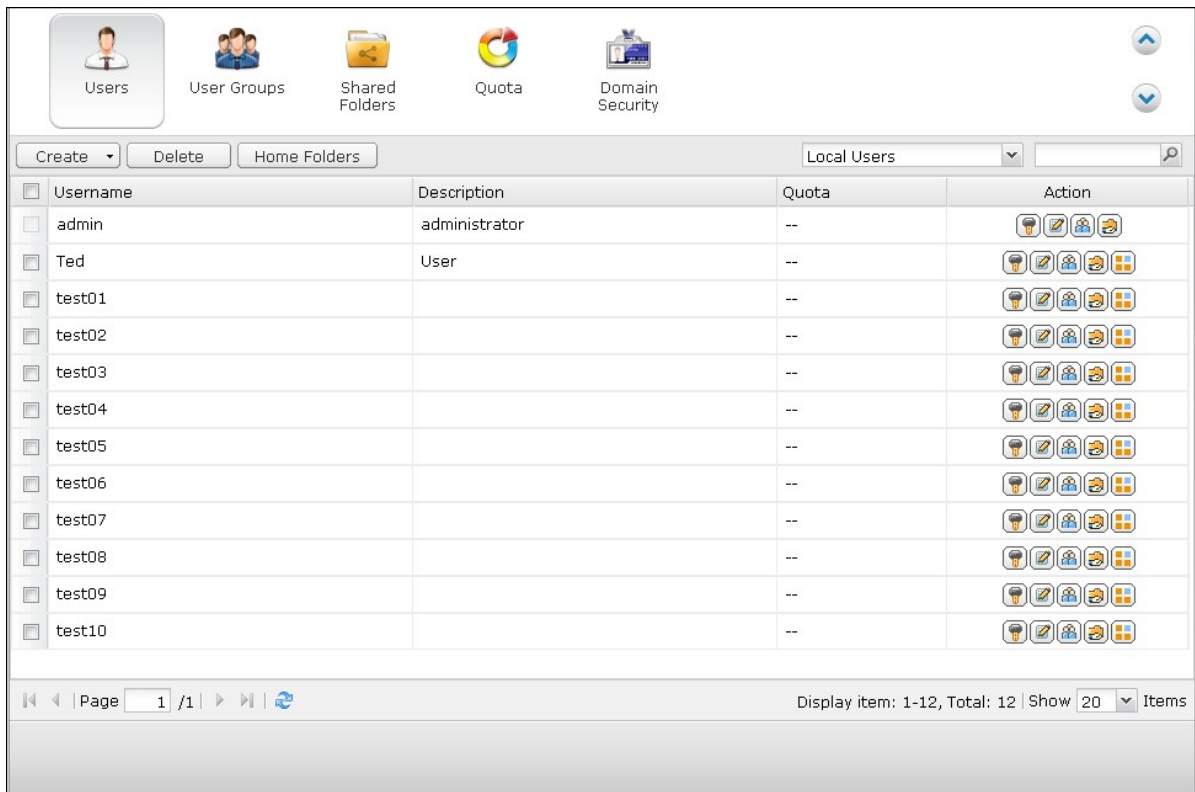 Users User Groups Shared Folders Quota Domain Security
Create Delete Home Folders Local Users
Username Description Quota Action
admin administrator --
Ted User --
test01 --
test02 --
test03 --
test04 --
test05 --
test06 --
test07 --
test08 --
test09 --
test10 --
Page 1 /1 Display item: 1-12, Total: 12 Show 20 Items